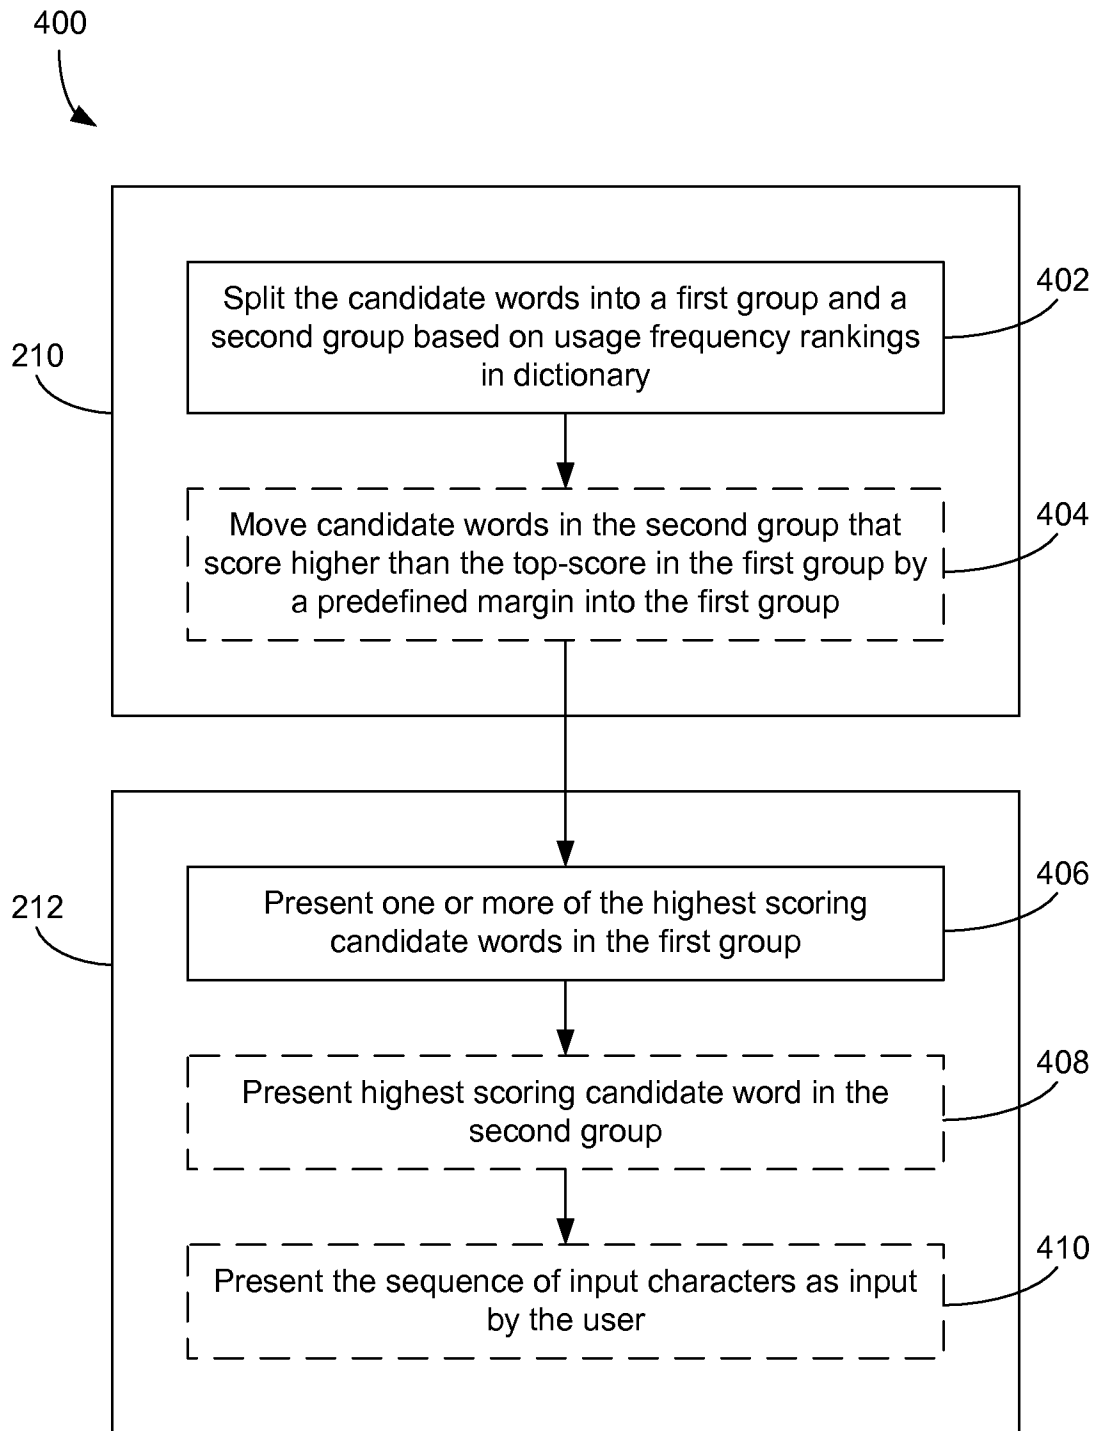 400
402
Split the candidate words into a first group and a
second group based on usage frequency rankings
in dictionary
210
404
Move candidate words in the second group that
score higher than the top-score in the first group by
a predefined margin into the first group
406
212
Present one or more of the highest scoring
candidate words in the first group
408
Present highest scoring candidate word in the
second group
410
Present the sequence of input characters as input
by the user